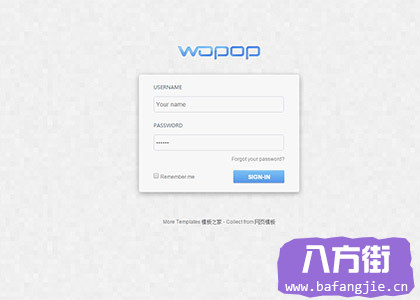 wopop
USERNAME
Your name
PASSWORD
••••••
Forgot your password?
Remember me
SIGN-IN
More Templates 模板之家 - Collect from 网页模板
八方街
www.bafangjie.cn